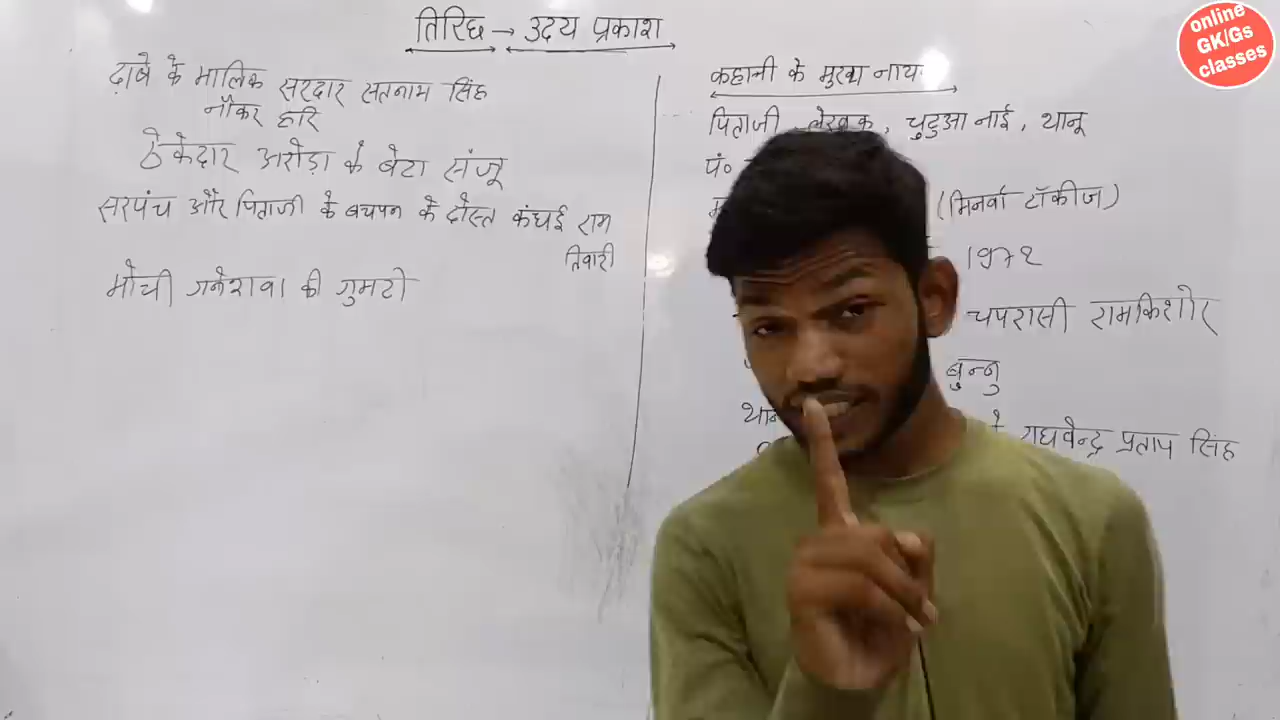 तिरिछ → उदय प्रकाश
online
GK/Gs
classes
ढाबे के मालिक सरदार सतनाम सिंह
नौकर हरि
ठेकेदार अरोड़ा के बेटा संजू
सरपंच और पिताजी के बचपन के दोस्त कंघई राम
तिवारी
मोची गनेशवा की गुमटी
कहानी के मुख्य नाय
पिताजी लेखक, चुटुआ नाई, थानू
पं०
(मिनर्वा टॉकीज)
1972
चपरासी रामकिशोर
बुन्नु
राघवेन्द्र प्रताप सिंह